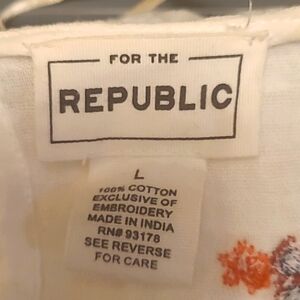 FOR THE
REPUBLIC
L
100% COTTON
EXCLUSIVE OF
EMBROIDERY
MADE IN INDIA
RN# 93178
SEE REVERSE
FOR CARE